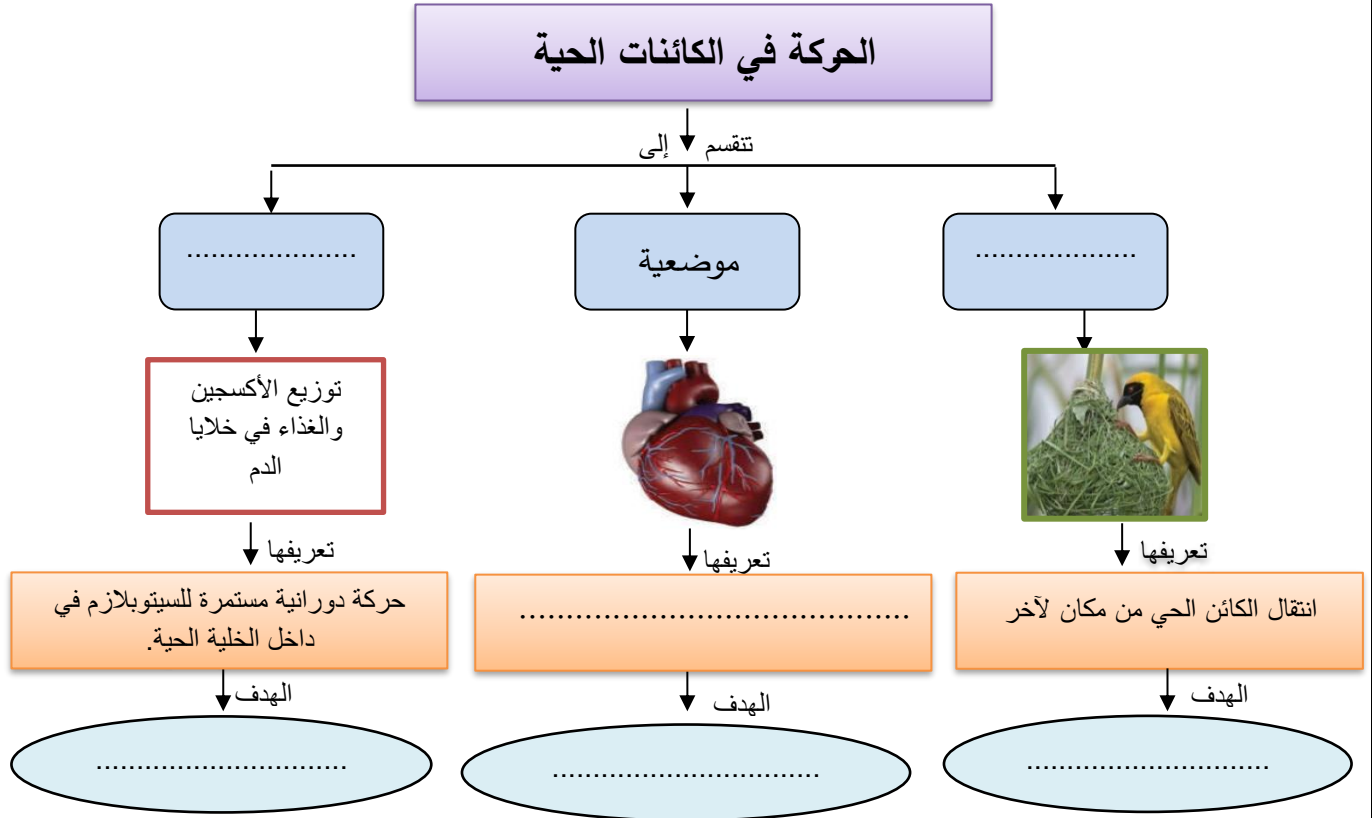 الحركة في الكائنات الحية
تنقسم إلى
....................
موضعية
.....................
توزيع الأكسجين
والغذاء في خلايا
الدم
تعريفها
تعريفها
تعريفها
انتقال الكائن الحي من مكان لآخر
..........................................
حركة دورانية مستمرة للسيتوبلازم في
داخل الخلية الحية.
الهدف
الهدف
الهدف
..............................
................................
...............................